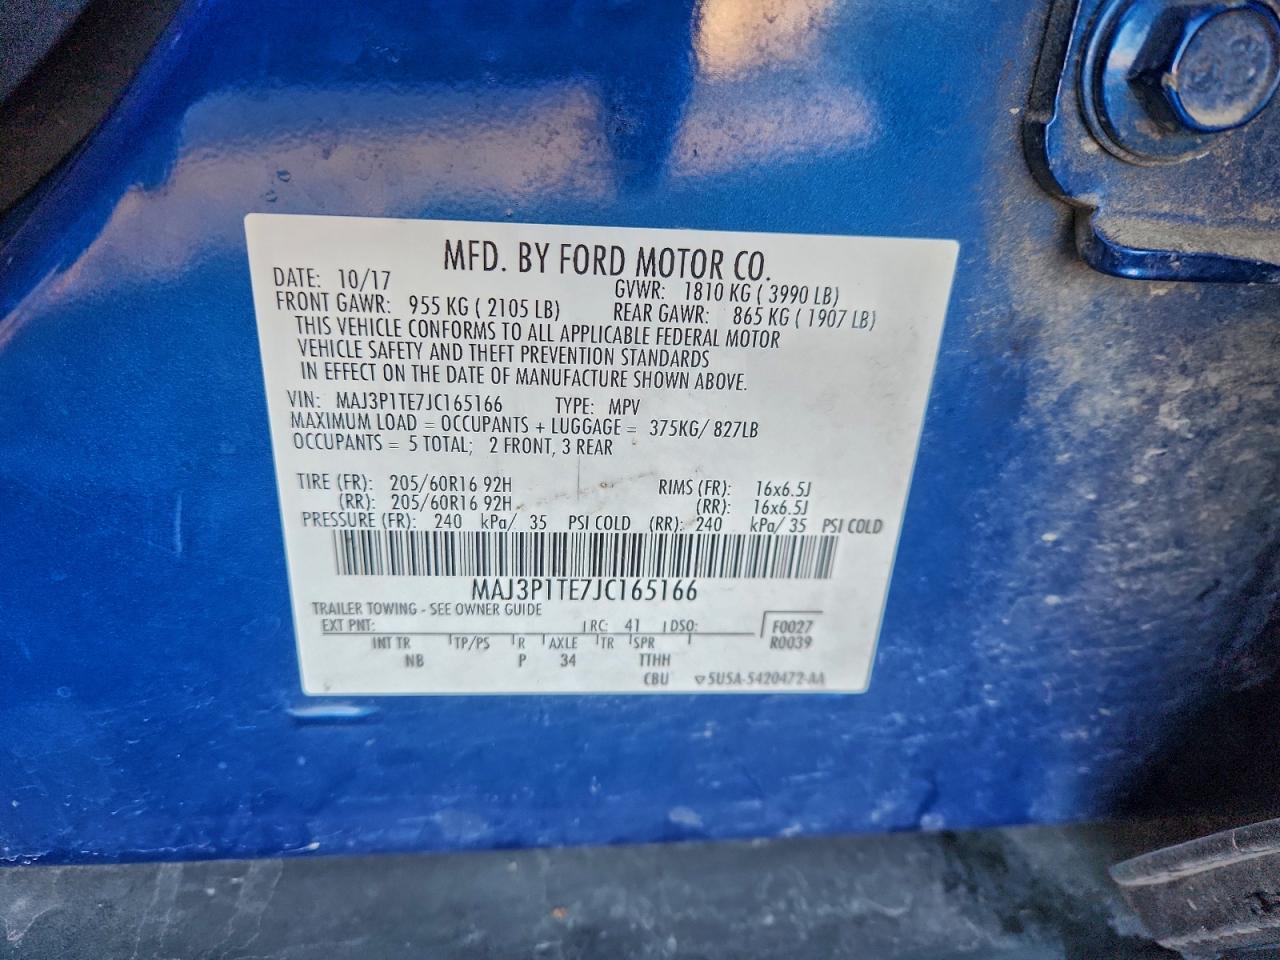 MFD. BY FORD MOTOR CO.
DATE: 10/17 GVWR: 1810 KG ( 3990 LB)
FRONT GAWR: 955 KG ( 2105 LB) REAR GAWR: 865 KG ( 1907 LB)
THIS VEHICLE CONFORMS TO ALL APPLICABLE FEDERAL MOTOR
VEHICLE SAFETY AND THEFT PREVENTION STANDARDS
IN EFFECT ON THE DATE OF MANUFACTURE SHOWN ABOVE.
VIN: MAJ3P1TE7JC165166 TYPE: MPV
MAXIMUM LOAD = OCCUPANTS + LUGGAGE = 375KG/ 827LB
OCCUPANTS = 5 TOTAL; 2 FRONT, 3 REAR
TIRE (FR): 205/60R16 92H RIMS (FR): 16x6.5J
(RR): 205/60R16 92H (RR): 16x6.5J
PRESSURE (FR): 240 kPa/ 35 PSI COLD (RR): 240 kPa/ 35 PSI COLD
MAJ3P1TE7JC165166
TRAILER TOWING - SEE OWNER GUIDE
EXT PNT: RC: 41 DSO: F0027
INT TR TP/PS R AXLE TR SPR R0039
NB P 34 TTHH
CBU ▽5U5A-5420472-AA